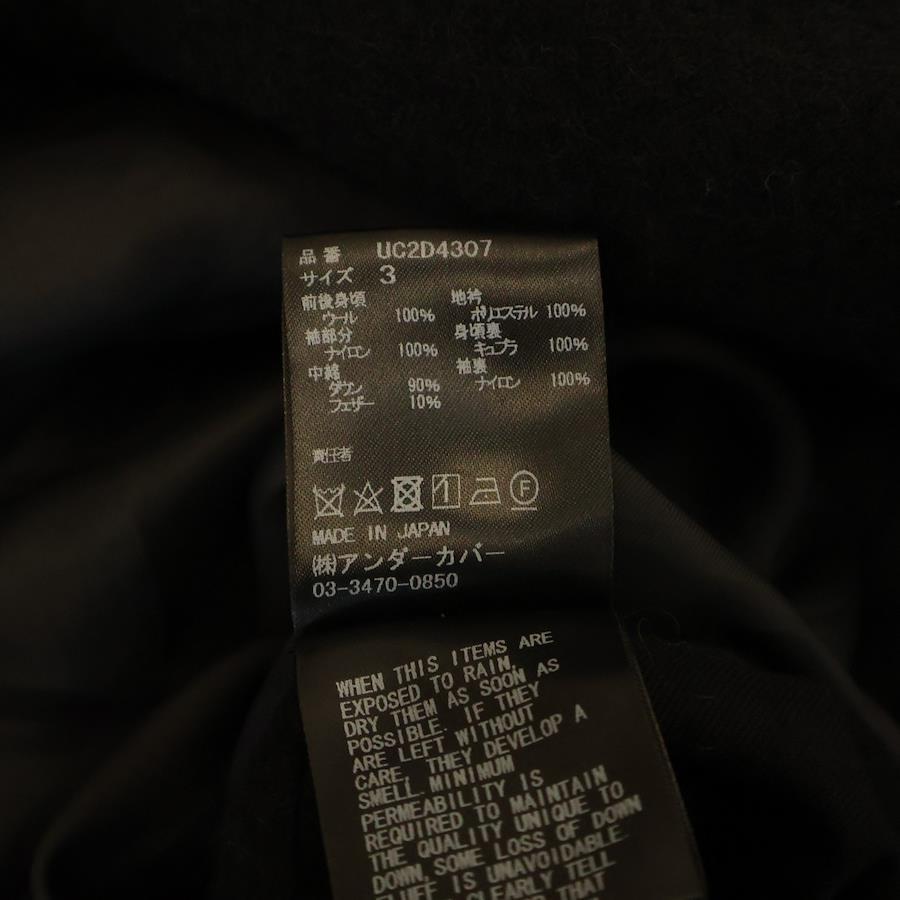 品番 UC2D4307
サイズ 3
前後身頃
ウール 100%
袖部分
ナイロン 100%
中綿
ダウン 90%
フェザー 10%
地衿
ポリエステル 100%
身頃裏
キュプラ 100%
袖裏
ナイロン 100%
責任者
F
MADE IN JAPAN
(株)アンダーカバー
03-3470-0850
WHEN THIS ITEMS ARE
EXPOSED TO RAIN,
DRY THEM AS SOON AS
POSSIBLE. IF THEY
ARE LEFT WITHOUT
CARE, THEY DEVELOP A
SMELL.MINIMUM
PERMEABILITY IS
REQUIRED TO MAINTAIN
THE QUALITY UNIQUE TO
DOWN.SOME LOSS OF DOWN
FLUFF IS UNAVOIDABLE.
CLEARLY TELL
THAT